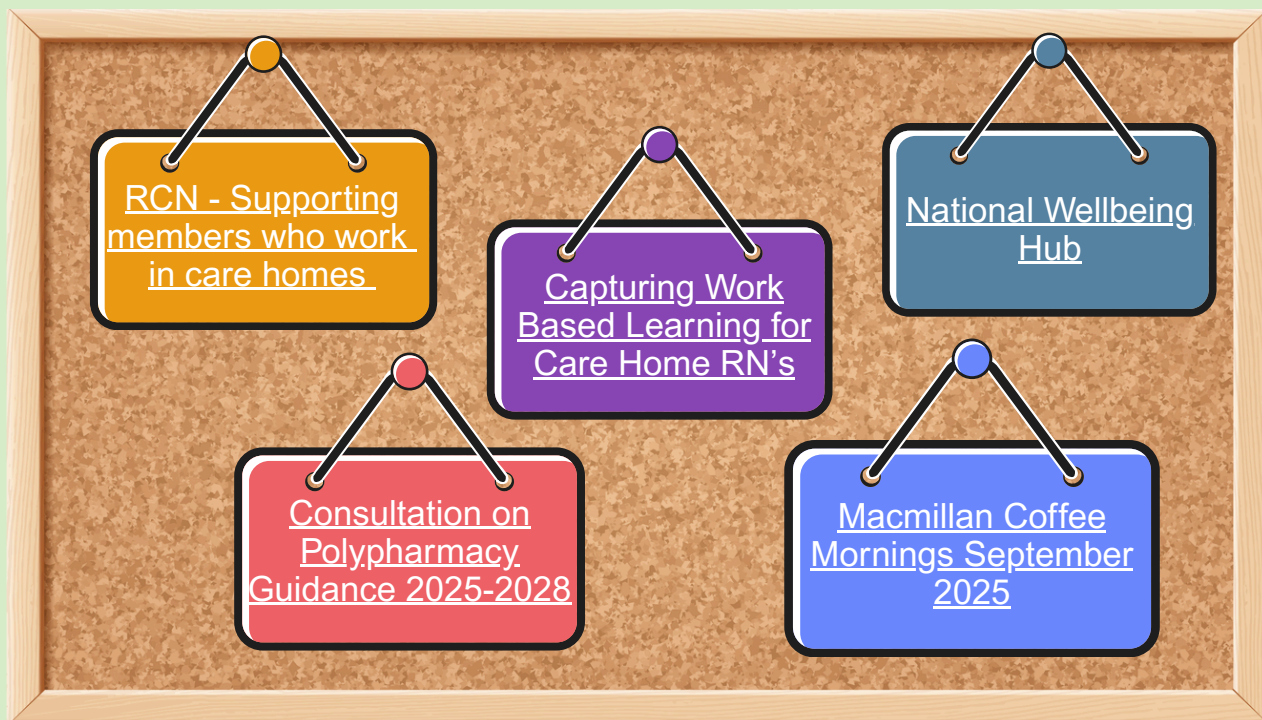 RCN - Supporting
members who work
in care homes
National Wellbeing
Hub
Capturing Work
Based Learning for
Care Home RN’s
Consultation on
Polypharmacy
Guidance 2025-2028
Macmillan Coffee
Mornings September
2025